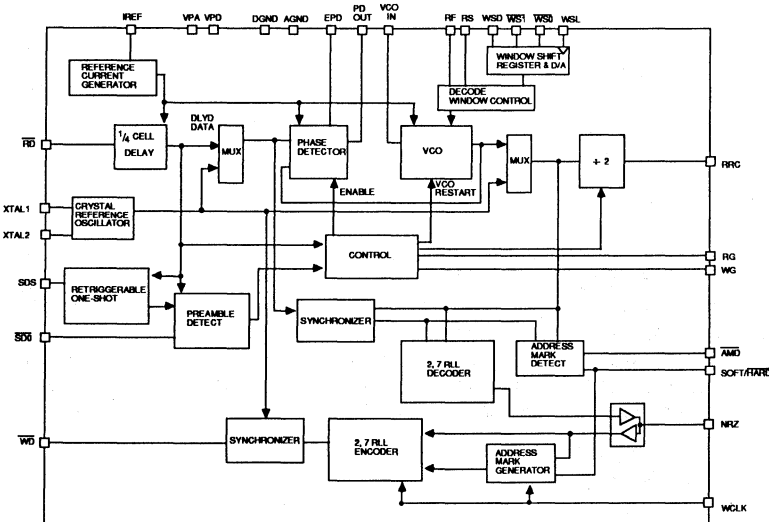 IREF VPA VPD DGND AGND EPD PD OUT VCO IN RF RS WSD WS1 WS0 WSL
REFERENCE
CURRENT
GENERATOR
WINDOW SHIFT
REGISTER & D/A
DECODE
WINDOW CONTROL
RD
1/4 CELL
DELAY
DLYD
DATA
MUX
PHASE
DETECTOR
VCO
MUX
÷ 2
RRC
ENABLE
VCO
RESTART
XTAL1
XTAL2
CRYSTAL
REFERENCE
OSCILLATOR
CONTROL
RG
WG
SDS
RETRIGGERABLE
ONE-SHOT
PREAMBLE
DETECT
SYNCHRONIZER
SDO
2, 7 RLL
DECODER
ADDRESS
MARK
DETECT
AMD
SOFT/HARD
NRZ
WD
SYNCHRONIZER
2, 7 RLL
ENCODER
ADDRESS
MARK
GENERATOR
WCLK